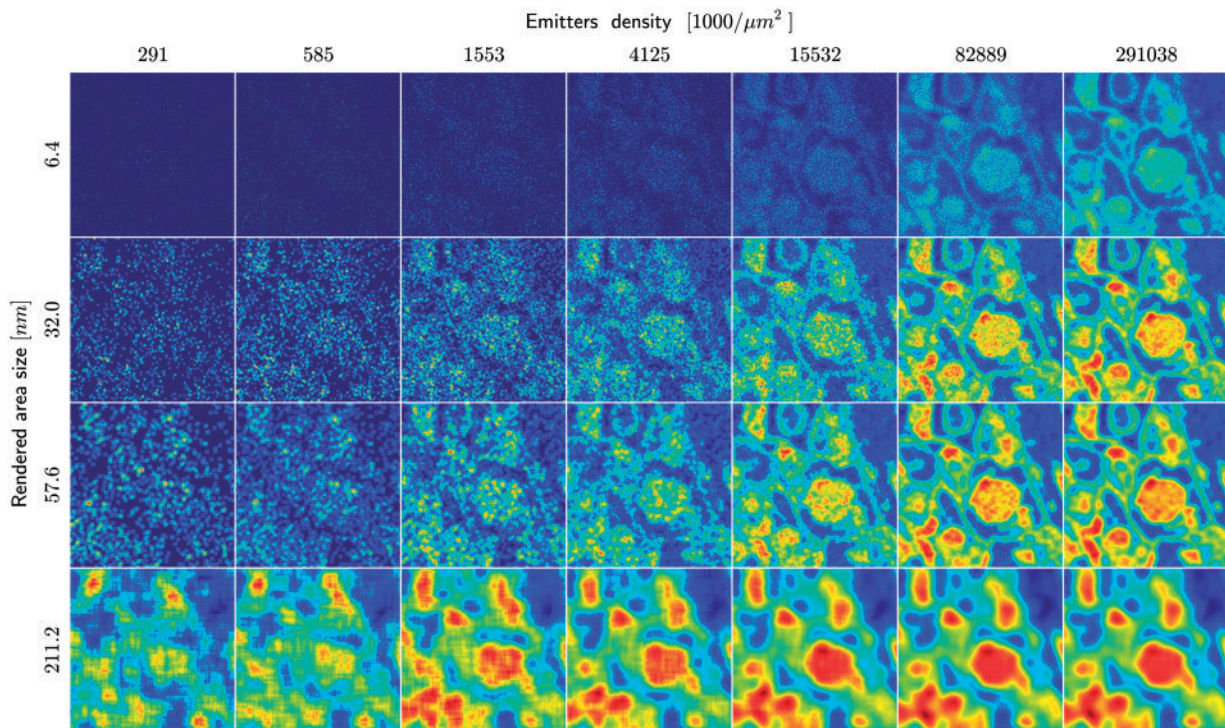 Emitters density [1000/μm² ]
291 585 1553 4125 15532 82889 291038
Rendered area size [nm]
6.4
32.0
57.6
211.2